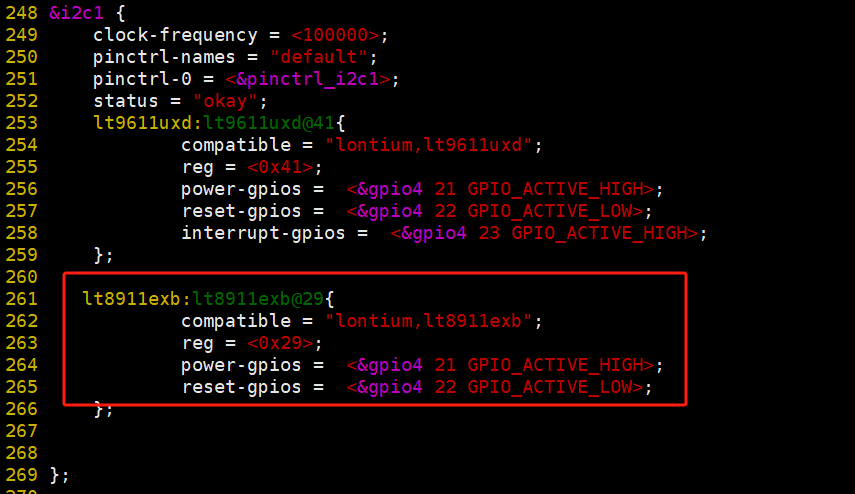 248 &i2c1 {
249     clock-frequency = <100000>;
250     pinctrl-names = "default";
251     pinctrl-0 = <&pinctrl_i2c1>;
252     status = "okay";
253     lt9611uxd:lt9611uxd@41{
254             compatible = "lontium,lt9611uxd";
255             reg = <0x41>;
256             power-gpios =  <&gpio4 21 GPIO_ACTIVE_HIGH>;
257             reset-gpios =  <&gpio4 22 GPIO_ACTIVE_LOW>;
258             interrupt-gpios =  <&gpio4 23 GPIO_ACTIVE_HIGH>;
259     };
260
261    lt8911exb:lt8911exb@29{
262             compatible = "lontium,lt8911exb";
263             reg = <0x29>;
264             power-gpios =  <&gpio4 21 GPIO_ACTIVE_HIGH>;
265             reset-gpios =  <&gpio4 22 GPIO_ACTIVE_LOW>;
266     };
267
268
269 };